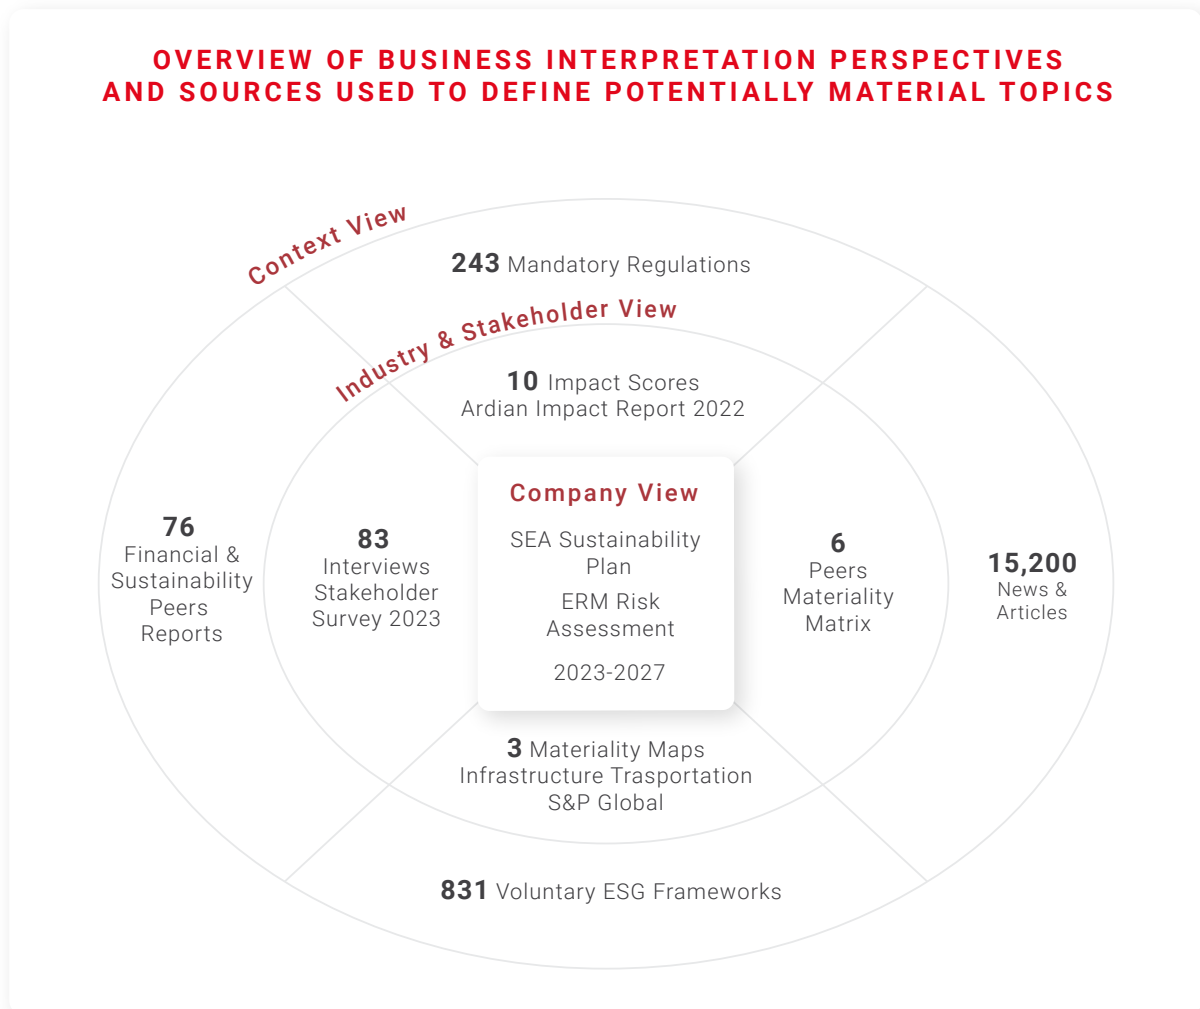 OVERVIEW OF BUSINESS INTERPRETATION PERSPECTIVES
AND SOURCES USED TO DEFINE POTENTIALLY MATERIAL TOPICS
Context View
243 Mandatory Regulations
Industry & Stakeholder View
10 Impact Scores
Ardian Impact Report 2022
76
Financial &
Sustainability
Peers
Reports
83
Interviews
Stakeholder
Survey 2023
Company View
SEA Sustainability
Plan
ERM Risk
Assessment
2023-2027
6
Peers
Materiality
Matrix
15,200
News &
Articles
3 Materiality Maps
Infrastructure Trasportation
S&P Global
831 Voluntary ESG Frameworks